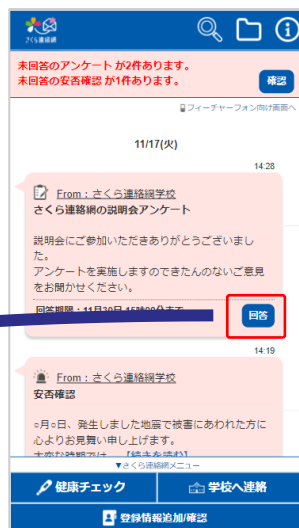 さくら連絡網
未回答のアンケート が2件ありま
す。
未回答の安否確認 が1件あります。
確認
フィーチャーフォン向け画面へ
11/17(火)
14:28
From : さくら連絡網学校
さくら連絡網の説明会アンケート
説明会にご参加いただきありがとうございまし
た。
アンケートを実施しますのできたんのないご意見
をお聞かせください。
回答期限 : 11月30日 15時00分まで
回答
14:19
From : さくら連絡網学校
安否確認
○月○日、発生しました地震で被害にあわれた方に
心よりお見舞い申し上げます。
【続きを読む】
▼さくら連絡網メニュー
健康チェック
学校へ連絡
登録情報追加/確認